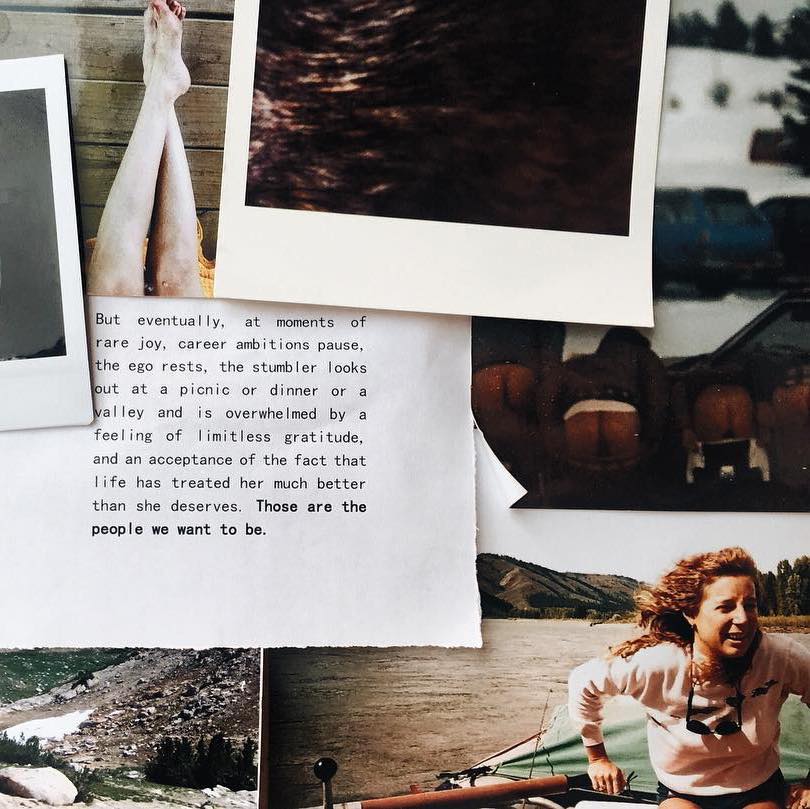 But eventually, at moments of
rare joy, career ambitions pause,
the ego rests, the stumbler looks
out at a picnic or dinner or a
valley and is overwhelmed by a
feeling of limitless gratitude,
and an acceptance of the fact that
life has treated her much better
than she deserves. Those are the
people we want to be.